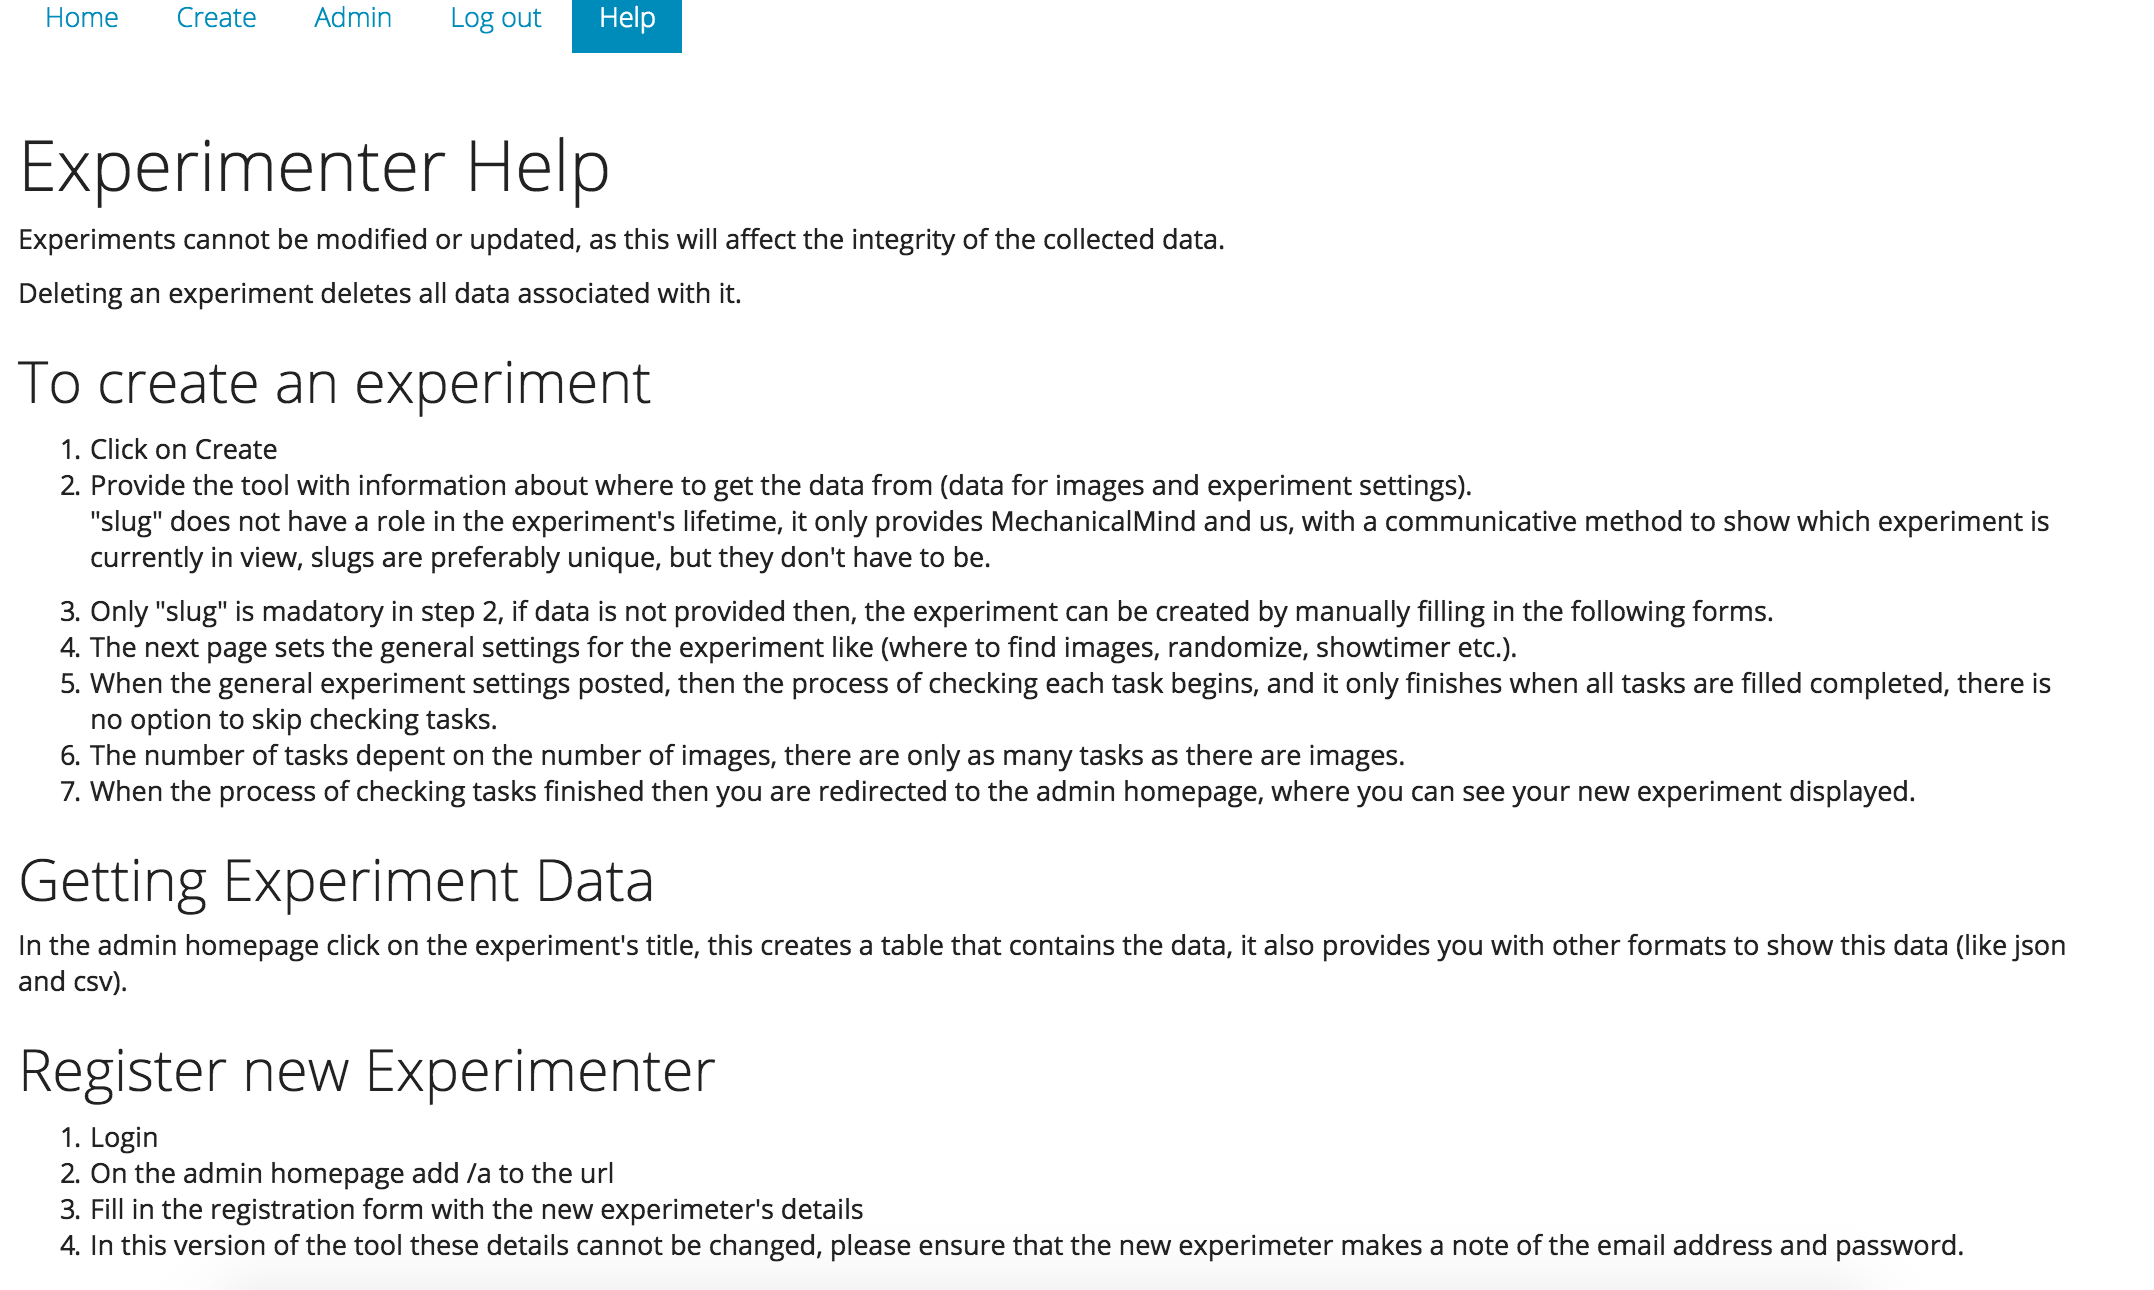 Home Create Admin Log out Help
Experimenter Help
Experiments cannot be modified or updated, as this will affect the integrity of the collected data.
Deleting an experiment deletes all data associated with it.
To create an experiment
1. Click on Create
2. Provide the tool with information about where to get the data from (data for images and experiment settings).
"slug" does not have a role in the experiment's lifetime, it only provides MechanicalMind and us, with a communicative method to show which experiment is
currently in view, slugs are preferably unique, but they don't have to be.
3. Only "slug" is madatory in step 2, if data is not provided then, the experiment can be created by manually filling in the following forms.
4. The next page sets the general settings for the experiment like (where to find images, randomize, showtimer etc.).
5. When the general experiment settings posted, then the process of checking each task begins, and it only finishes when all tasks are filled completed, there is
no option to skip checking tasks.
6. The number of tasks depent on the number of images, there are only as many tasks as there are images.
7. When the process of checking tasks finished then you are redirected to the admin homepage, where you can see your new experiment displayed.
Getting Experiment Data
In the admin homepage click on the experiment's title, this creates a table that contains the data, it also provides you with other formats to show this data (like json
and csv).
Register new Experimenter
1. Login
2. On the admin homepage add /a to the url
3. Fill in the registration form with the new experimeter's details
4. In this version of the tool these details cannot be changed, please ensure that the new experimeter makes a note of the email address and password.